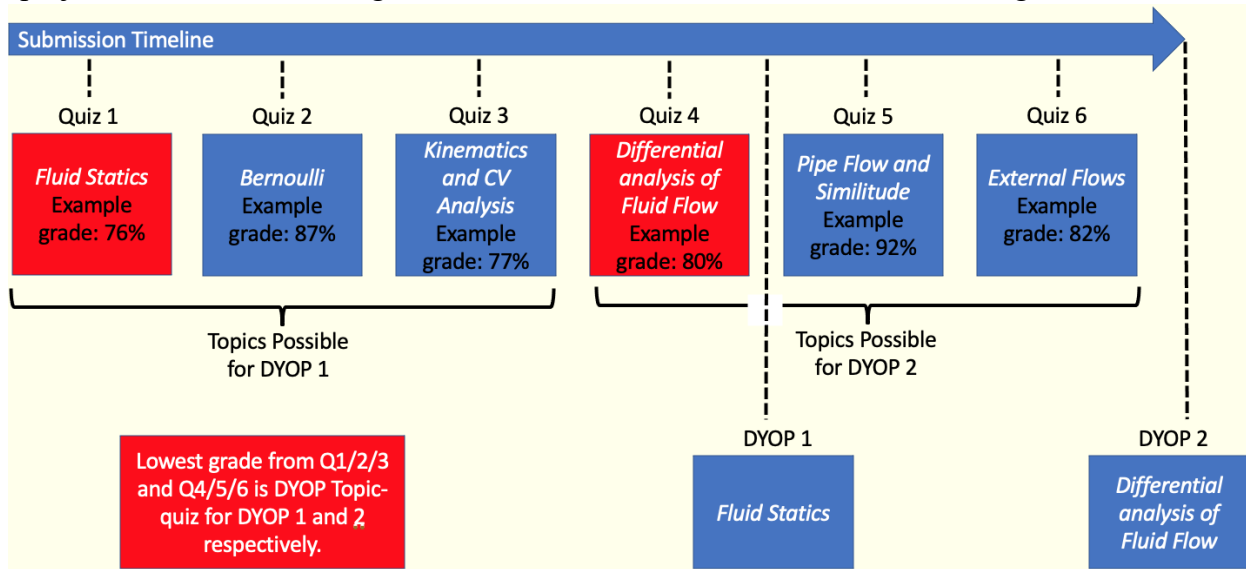 Submission Timeline
Quiz 1
Quiz 2
Quiz 3
Quiz 4
Quiz 5
Quiz 6
Fluid Statics
Example
grade: 76%
Bernoulli
Example
grade: 87%
Kinematics
and CV
Analysis
Example
grade: 77%
Differential
analysis of
Fluid Flow
Example
grade: 80%
Pipe Flow and
Similitude
Example
grade: 92%
External Flows
Example
grade: 82%
Topics Possible
for DYOP 1
Topics Possible
for DYOP 2
Lowest grade from Q1/2/3
and Q4/5/6 is DYOP Topic-
quiz for DYOP 1 and 2
respectively.
DYOP 1
Fluid Statics
DYOP 2
Differential
analysis of
Fluid Flow